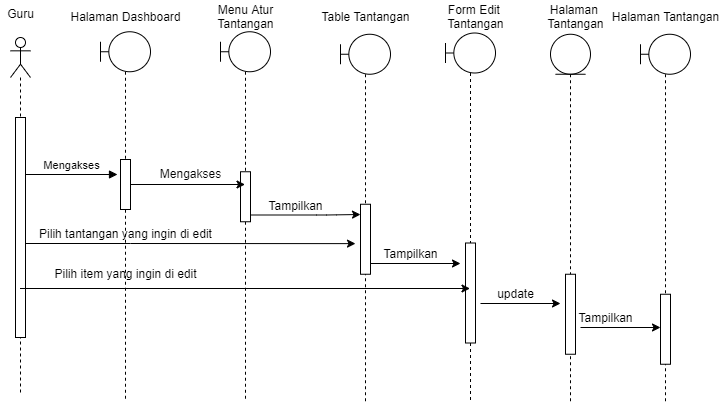 Guru
Halaman Dashboard
Menu Atur
Tantangan
Table Tantangan
Form Edit
Tantangan
Halaman
Tantangan
Halaman Tantangan
Mengakses
Mengakses
Tampilkan
Pilih tantangan yang ingin di edit
Tampilkan
Pilih item yang ingin di edit
update
Tampilkan